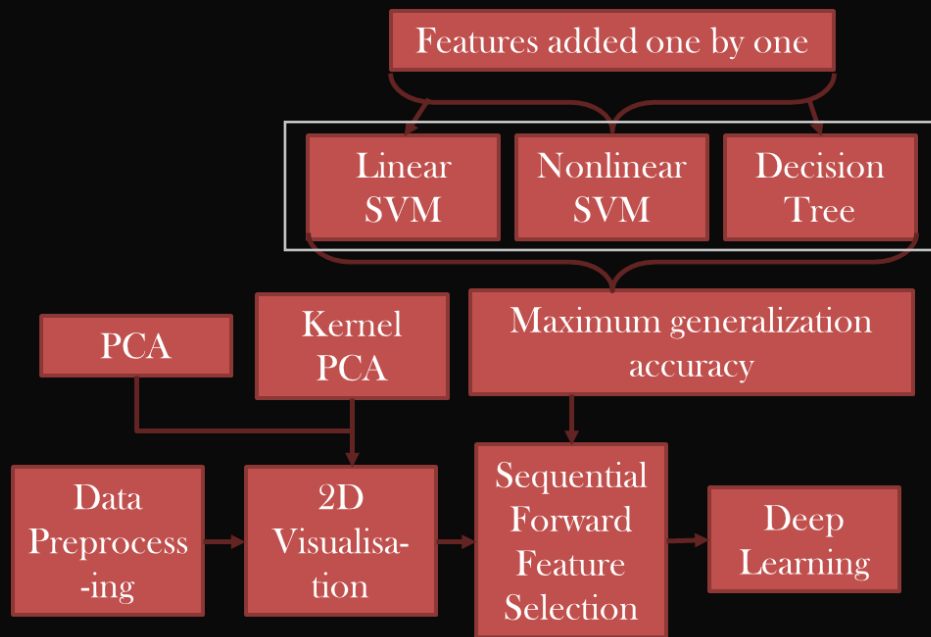 Features added one by one
Linear
SVM
Nonlinear
SVM
Decision
Tree
PCA
Kernel
PCA
Maximum generalization
accuracy
Data
Preprocess
-ing
2D
Visualisa-
tion
Sequential
Forward
Feature
Selection
Deep
Learning